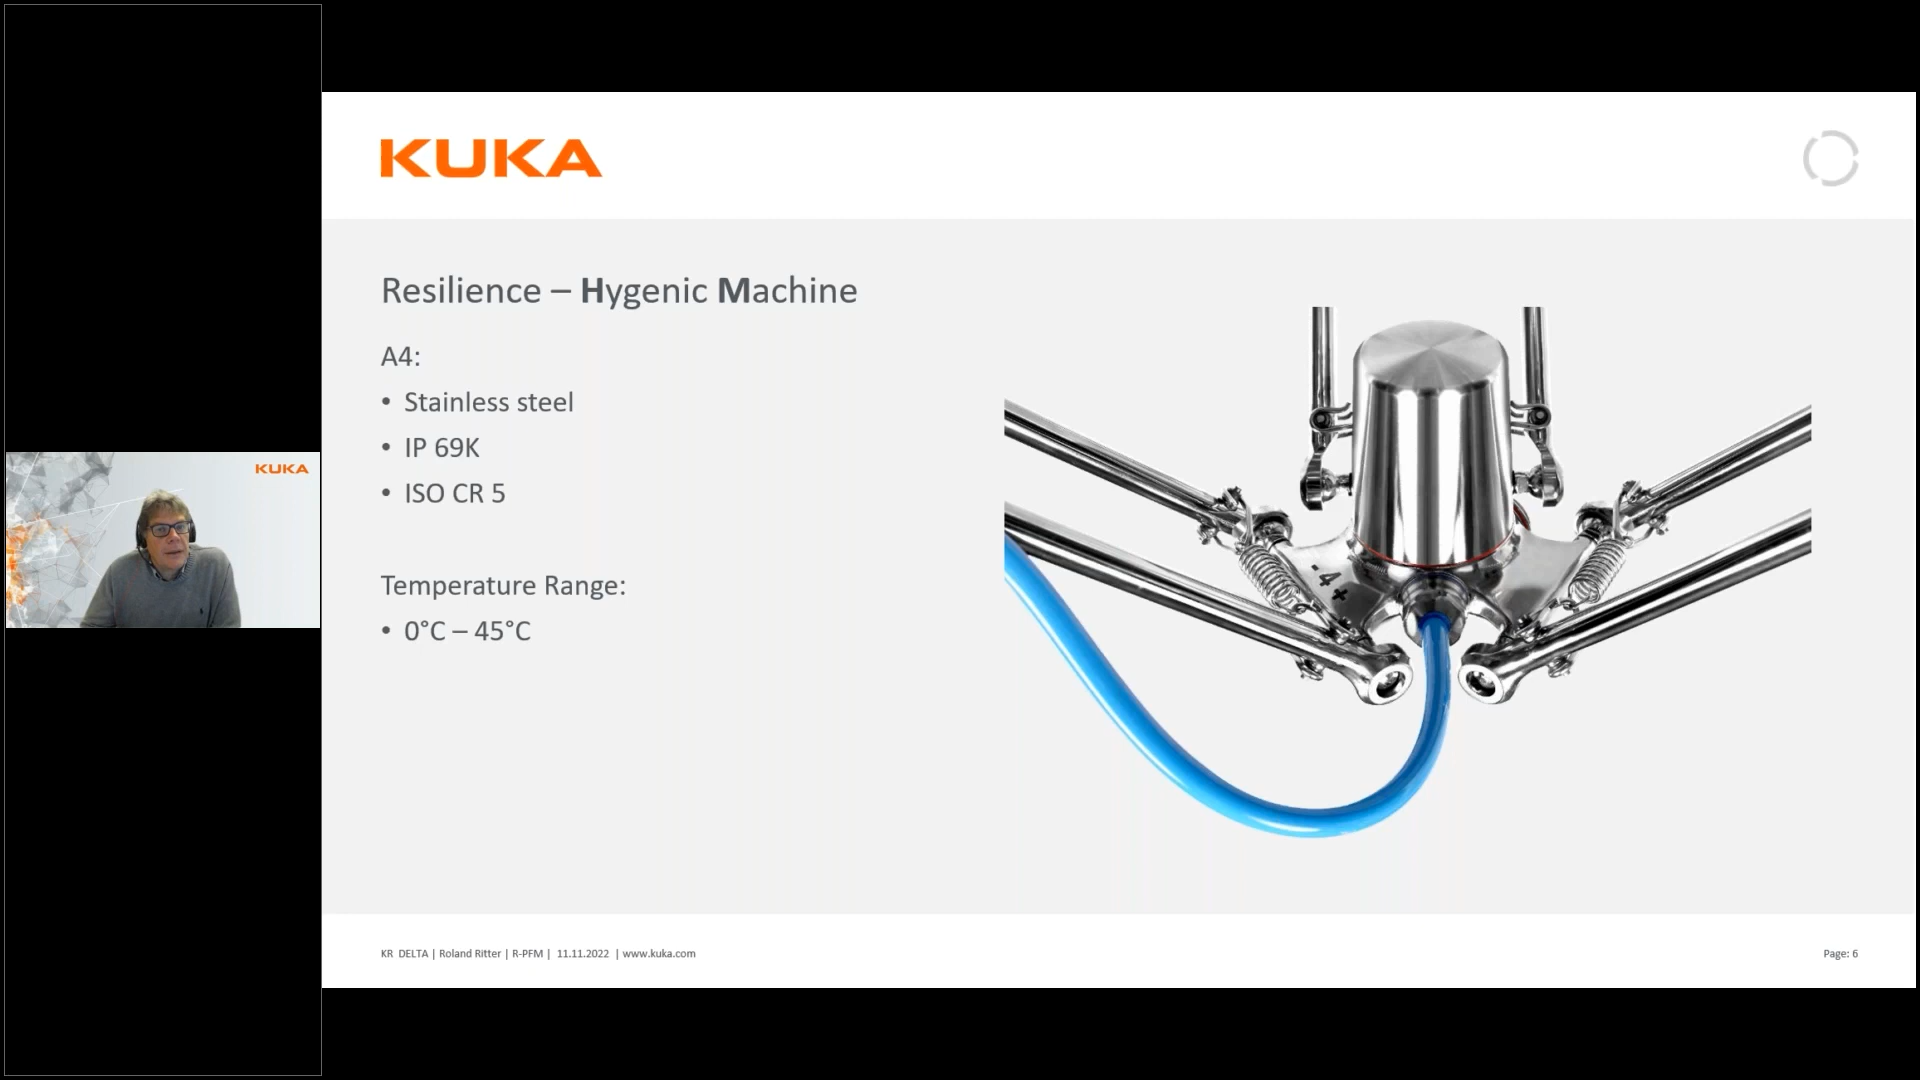 KUKA
Resilience – Hygenic Machine
A4:
• Stainless steel
• IP 69K
• ISO CR 5
Temperature Range:
• 0°C – 45°C
- 4 +
KUKA
KR DELTA | Roland Ritter | R-PFM | 11.11.2022 | www.kuka.com
Page: 6